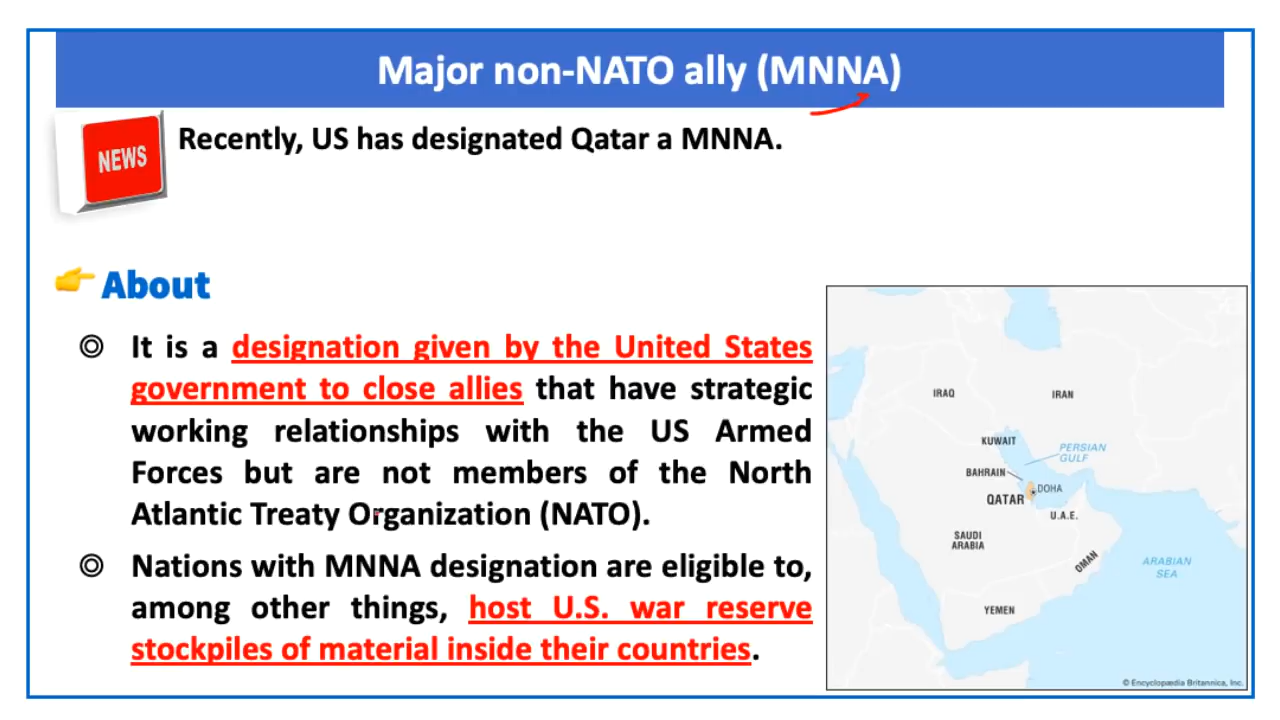 Major non-NATO ally (MNNA)
NEWS
Recently, US has designated Qatar a MNNA.
About
It is a designation given by the United States
government to close allies that have strategic
working relationships with the US Armed
Forces but are not members of the North
Atlantic Treaty Organization (NATO).
Nations with MNNA designation are eligible to,
among other things, host U.S. war reserve
stockpiles of material inside their countries.
IRAQ
IRAN
KUWAIT
PERSIAN
GULF
BAHRAIN
DOHA
QATAR
U.A.E.
SAUDI
ARABIA
OMAN
ARABIAN
SEA
YEMEN
© Encyclopædia Britannica, Inc.